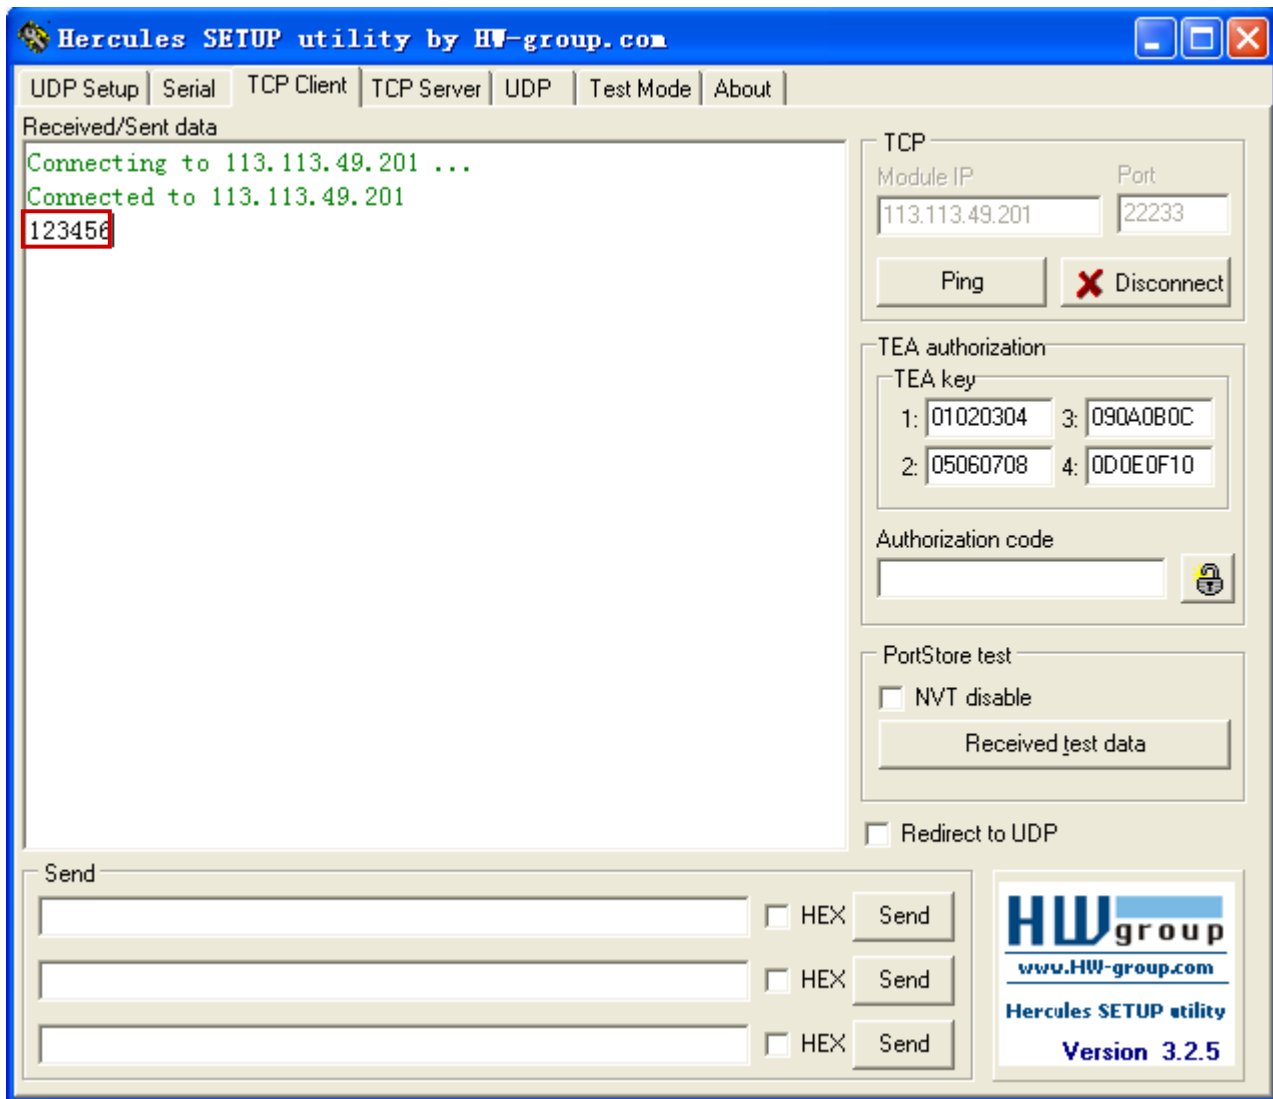 Hercules SETUP utility by HW-group.com
UDP Setup Serial TCP Client TCP Server UDP Test Mode About
Received/Sent data
Connecting to 113.113.49.201 ...
Connected to 113.113.49.201
123456
TCP
Module IP Port
113.113.49.201 22233
Ping Disconnect
TEA authorization
TEA key
1: 01020304 3: 090A0B0C
2: 05060708 4: 0D0E0F10
Authorization code
PortStore test
NVT disable
Received test data
Redirect to UDP
Send
HEX Send
HEX Send
HEX Send
HW group
www.HW-group.com
Hercules SETUP utility
Version 3.2.5